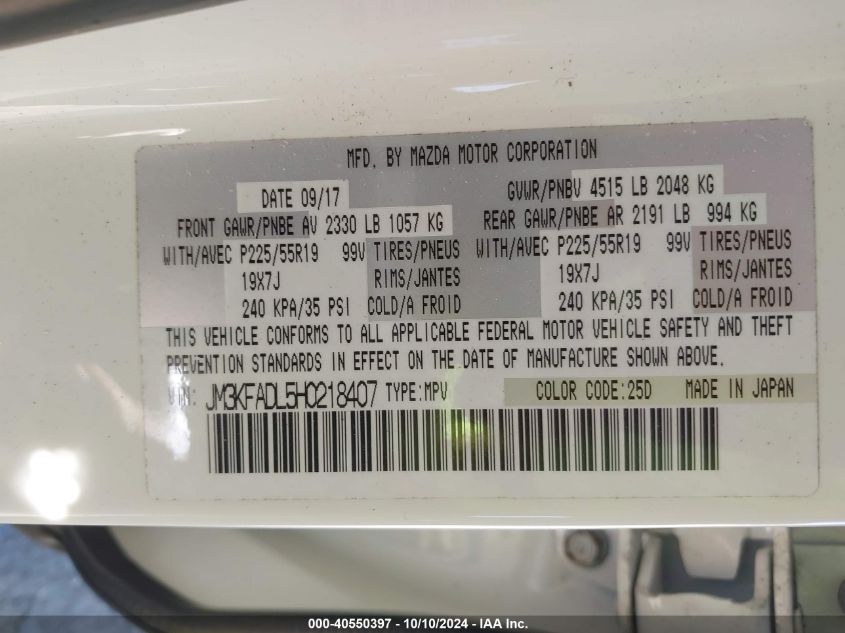 MFD. BY MAZDA MOTOR CORPORATION
DATE 09/17 GVWR/PNBV 4515 LB 2048 KG
FRONT GAWR/PNBE AV 2330 LB 1057 KG REAR GAWR/PNBE AR 2191 LB 994 KG
WITH/AVEC P225/55R19 99V TIRES/PNEUS WITH/AVEC P225/55R19 99V TIRES/PNEUS
19X7J RIMS/JANTES 19X7J RIMS/JANTES
240 KPA/35 PSI COLD/A FROID 240 KPA/35 PSI COLD/A FROID
THIS VEHICLE CONFORMS TO ALL APPLICABLE FEDERAL MOTOR VEHICLE SAFETY AND THEFT
PREVENTION STANDARDS IN EFFECT ON THE DATE OF MANUFACTURE SHOWN ABOVE.
VIN: JM3KFADL5H0218407 TYPE:MPV COLOR CODE:25D MADE IN JAPAN
000-40550397 - 10/10/2024 - IAA Inc.